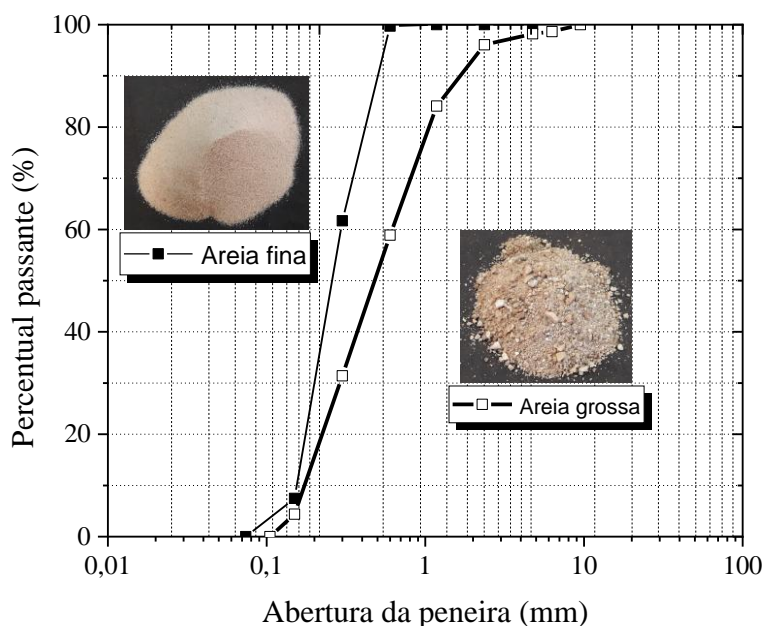 100
80
60
40
20
0
Percentual passante (%)
Areia fina
Areia grossa
0,01
0,1
1
10
100
Abertura da peneira (mm)